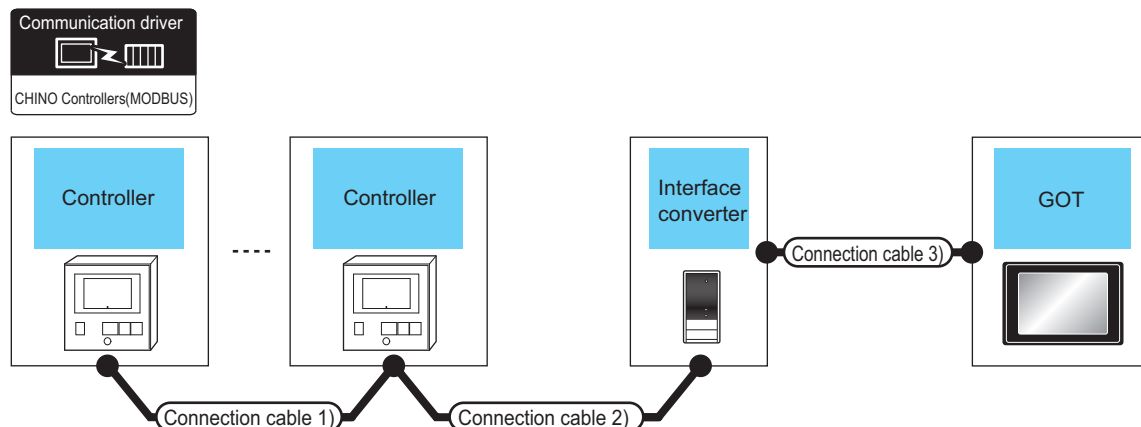 Communication driver
CHINO Controllers(MODBUS)
Controller
Controller
Interface
converter
GOT
Connection cable 3)
Connection cable 1)
Connection cable 2)